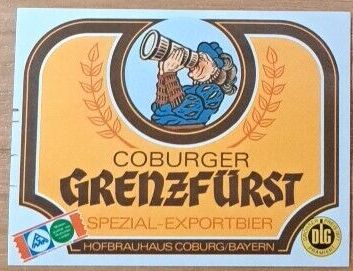 COBURGER
GRENZFÜRST
SPEZIAL-EXPORTBIER
HOFBRAUHAUS COBURG/BAYERN
DLG